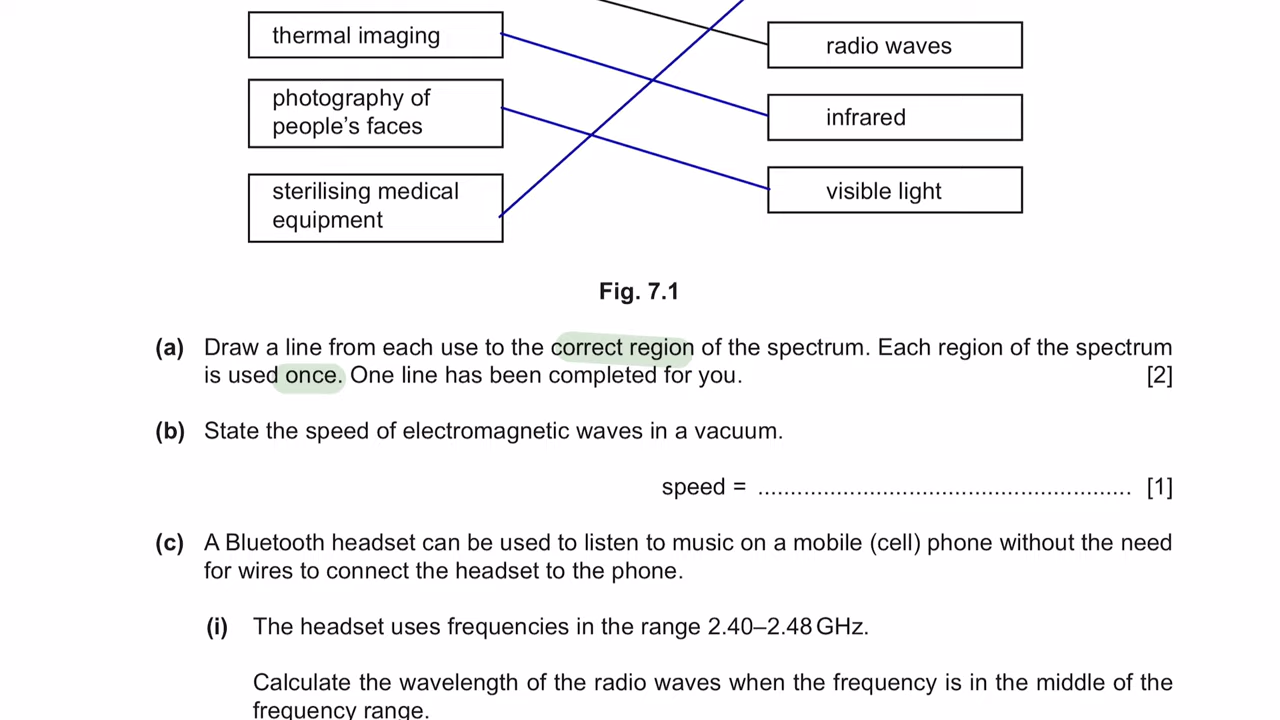 thermal imaging
radio waves
photography of
people's faces
infrared
sterilising medical
equipment
visible light
Fig. 7.1
(a) Draw a line from each use to the correct region of the spectrum. Each region of the spectrum
is used once. One line has been completed for you. [2]
(b) State the speed of electromagnetic waves in a vacuum.
speed = ........................................................ [1]
(c) A Bluetooth headset can be used to listen to music on a mobile (cell) phone without the need
for wires to connect the headset to the phone.
(i) The headset uses frequencies in the range 2.40–2.48 GHz.
Calculate the wavelength of the radio waves when the frequency is in the middle of the
frequency range.